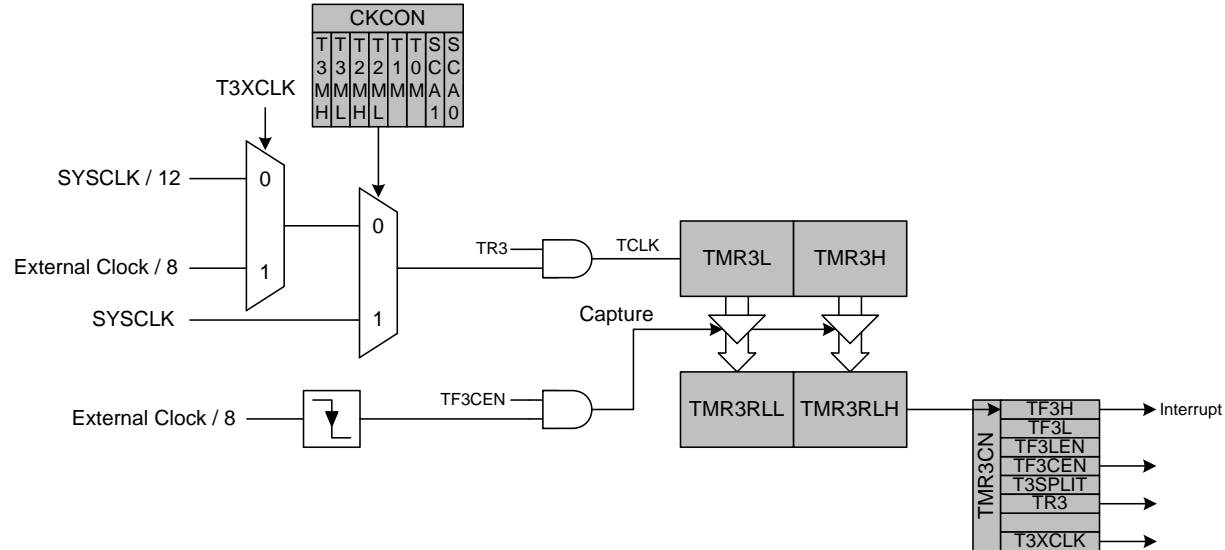 CKCON
T3MH T3ML T2MH T2ML T1M T0M SCA1 SCA0
T3XCLK
SYSCLK / 12
0
External Clock / 8
1
SYSCLK
0
1
TR3
TCLK
TMR3L TMR3H
Capture
External Clock / 8
TF3CEN
TMR3RLL TMR3RLH
TMR3CN
TF3H
Interrupt
TF3L
TF3LEN
TF3CEN
T3SPLIT
TR3
T3XCLK